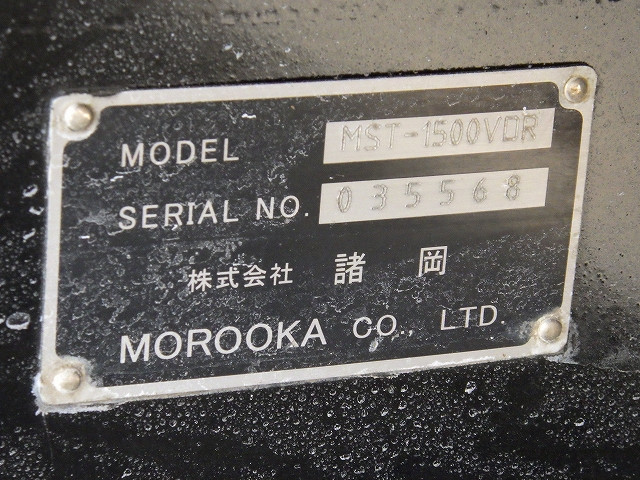 MODEL MST-1500VDR
SERIAL NO. 035568
株式会社 諸岡
MOROOKA CO., LTD.